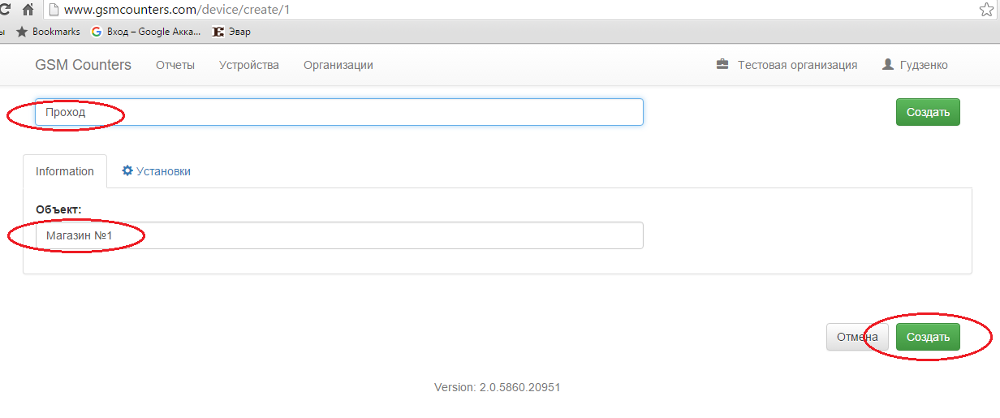 www.gsmcounters.com/device/create/1
ы Bookmarks Вход – Google Акка... Эвар
GSM Counters Отчеты Устройства Организации Тестовая организация Гудзенко
Проход Создать
Information Установки
Объект:
Магазин №1
Отмена Создать
Version: 2.0.5860.20951